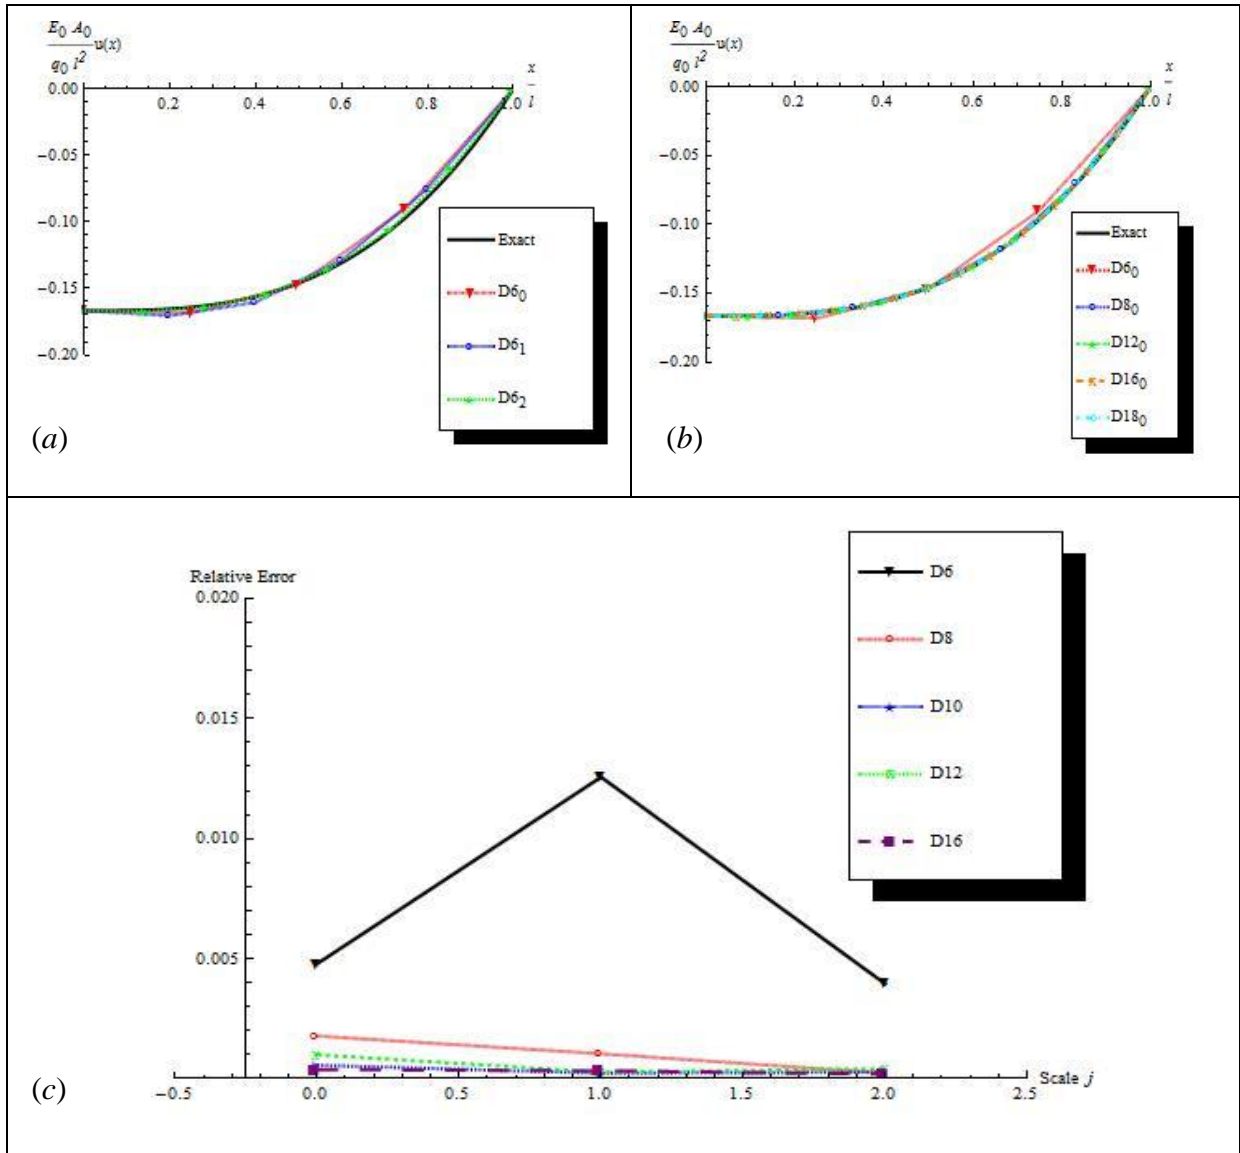 E₀ A₀
q₀ l²
u(x)
x
l
0.00
0.2
0.4
0.6
0.8
1.0
−0.05
−0.10
−0.15
−0.20
Exact
D6₀
D6₁
D6₂
(a)
E₀ A₀
q₀ l²
u(x)
x
l
0.00
0.2
0.4
0.6
0.8
1.0
−0.05
−0.10
−0.15
−0.20
Exact
D6₀
D8₀
D12₀
D16₀
D18₀
(b)
Relative Error
0.020
0.015
0.010
0.005
−0.5
0.0
0.5
1.0
1.5
2.0
2.5
Scale j
D6
D8
D10
D12
D16
(c)